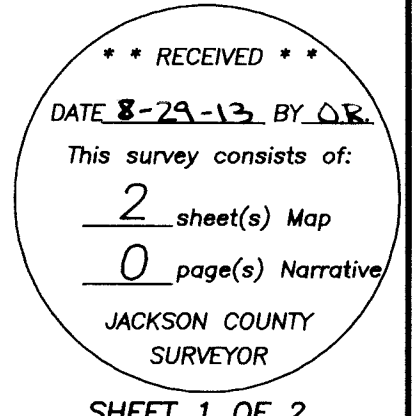 * * RECEIVED * *
DATE 8-29-13 BY O.R.
This survey consists of:
2 sheet(s) Map
0 page(s) Narrative
JACKSON COUNTY
SURVEYOR
SHEET 1 OF 2